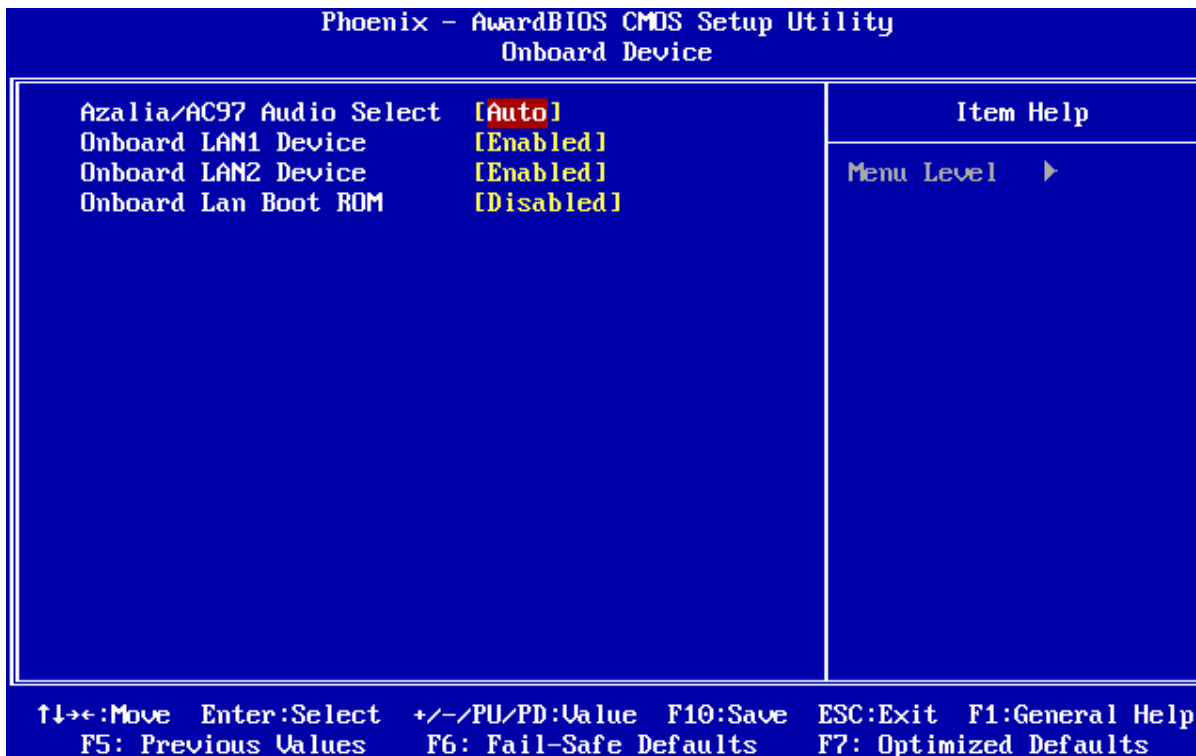 Phoenix - AwardBIOS CMOS Setup Utility
Onboard Device
Azalia/AC97 Audio Select [Auto]
Onboard LAN1 Device [Enabled]
Onboard LAN2 Device [Enabled]
Onboard Lan Boot ROM [Disabled]
Item Help
Menu Level ▶
↑↓→←:Move Enter:Select +/-/PU/PD:Value F10:Save ESC:Exit F1:General Help
F5: Previous Values F6: Fail-Safe Defaults F7: Optimized Defaults